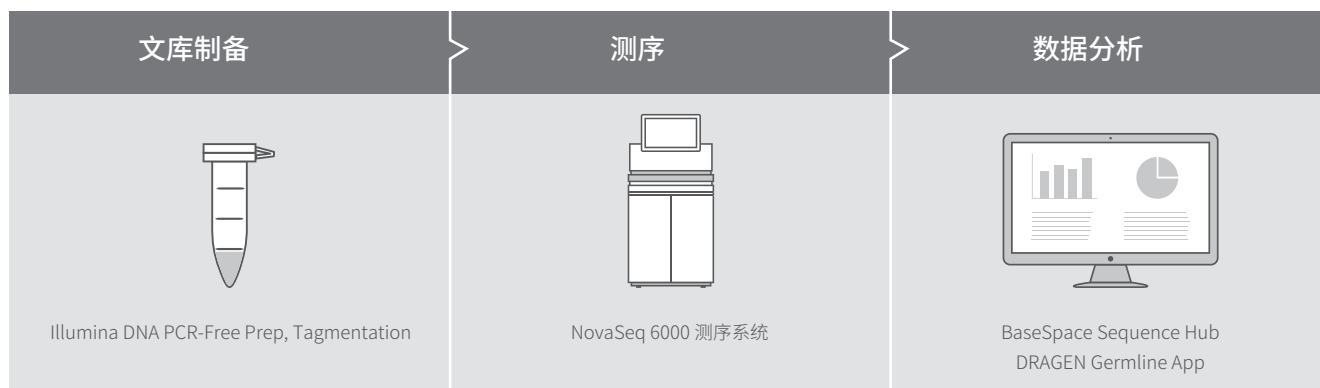 文库制备
测序
数据分析
Illumina DNA PCR-Free Prep, Tagmentation
NovaSeq 6000 测序系统
BaseSpace Sequence Hub
DRAGEN Germline App